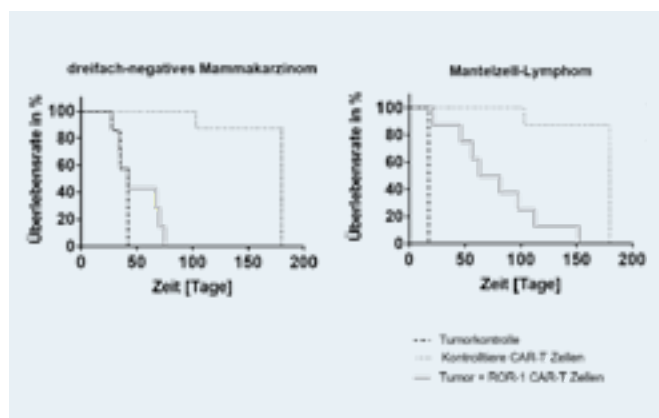 dreifach-negatives Mammakarzinom
Überlebensrate in %
100
80
60
40
20
0
0 50 100 150 200
Zeit [Tage]
Mantelzell-Lymphom
Überlebensrate in %
100
80
60
40
20
0
0 50 100 150 200
Zeit [Tage]
Tumorkontrolle
Kontrolltiere CAR-T Zellen
Tumor + ROR-1 CAR-T Zellen